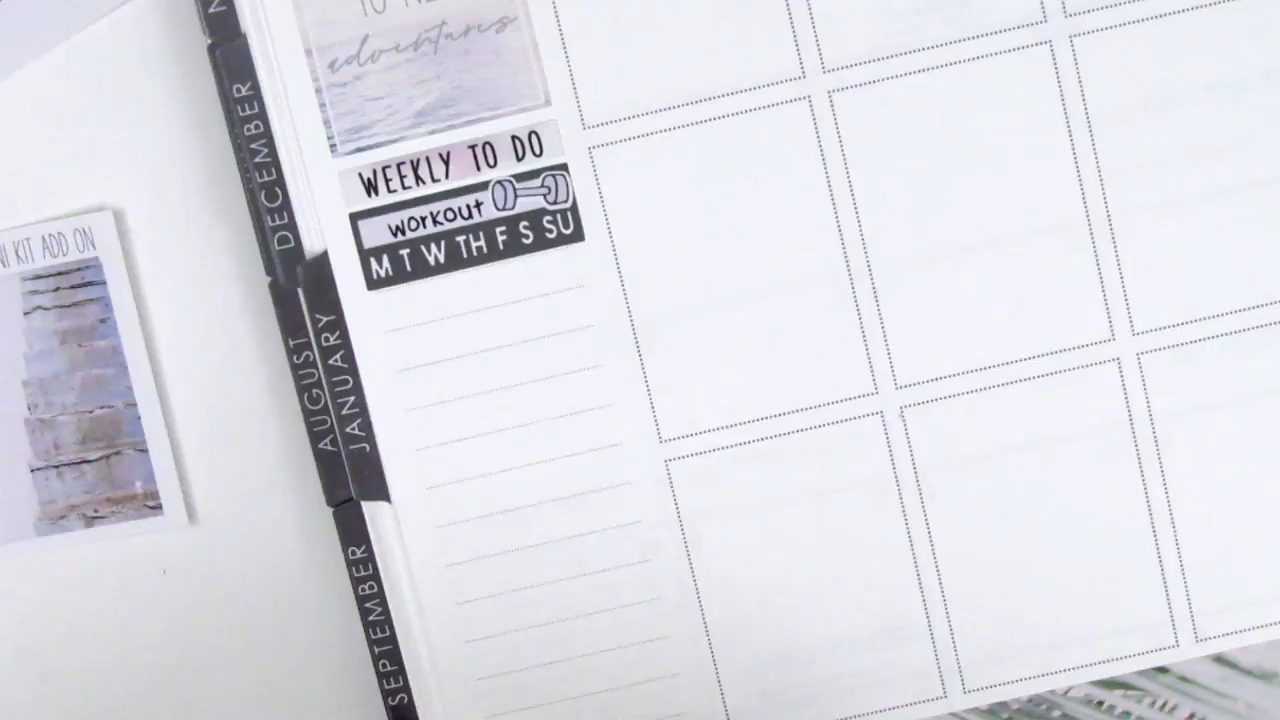 adventures
WEEKLY TO DO
workout
M T W TH F S SU
DECEMBER
AUGUST
JANUARY
SEPTEMBER
KIT ADD ON